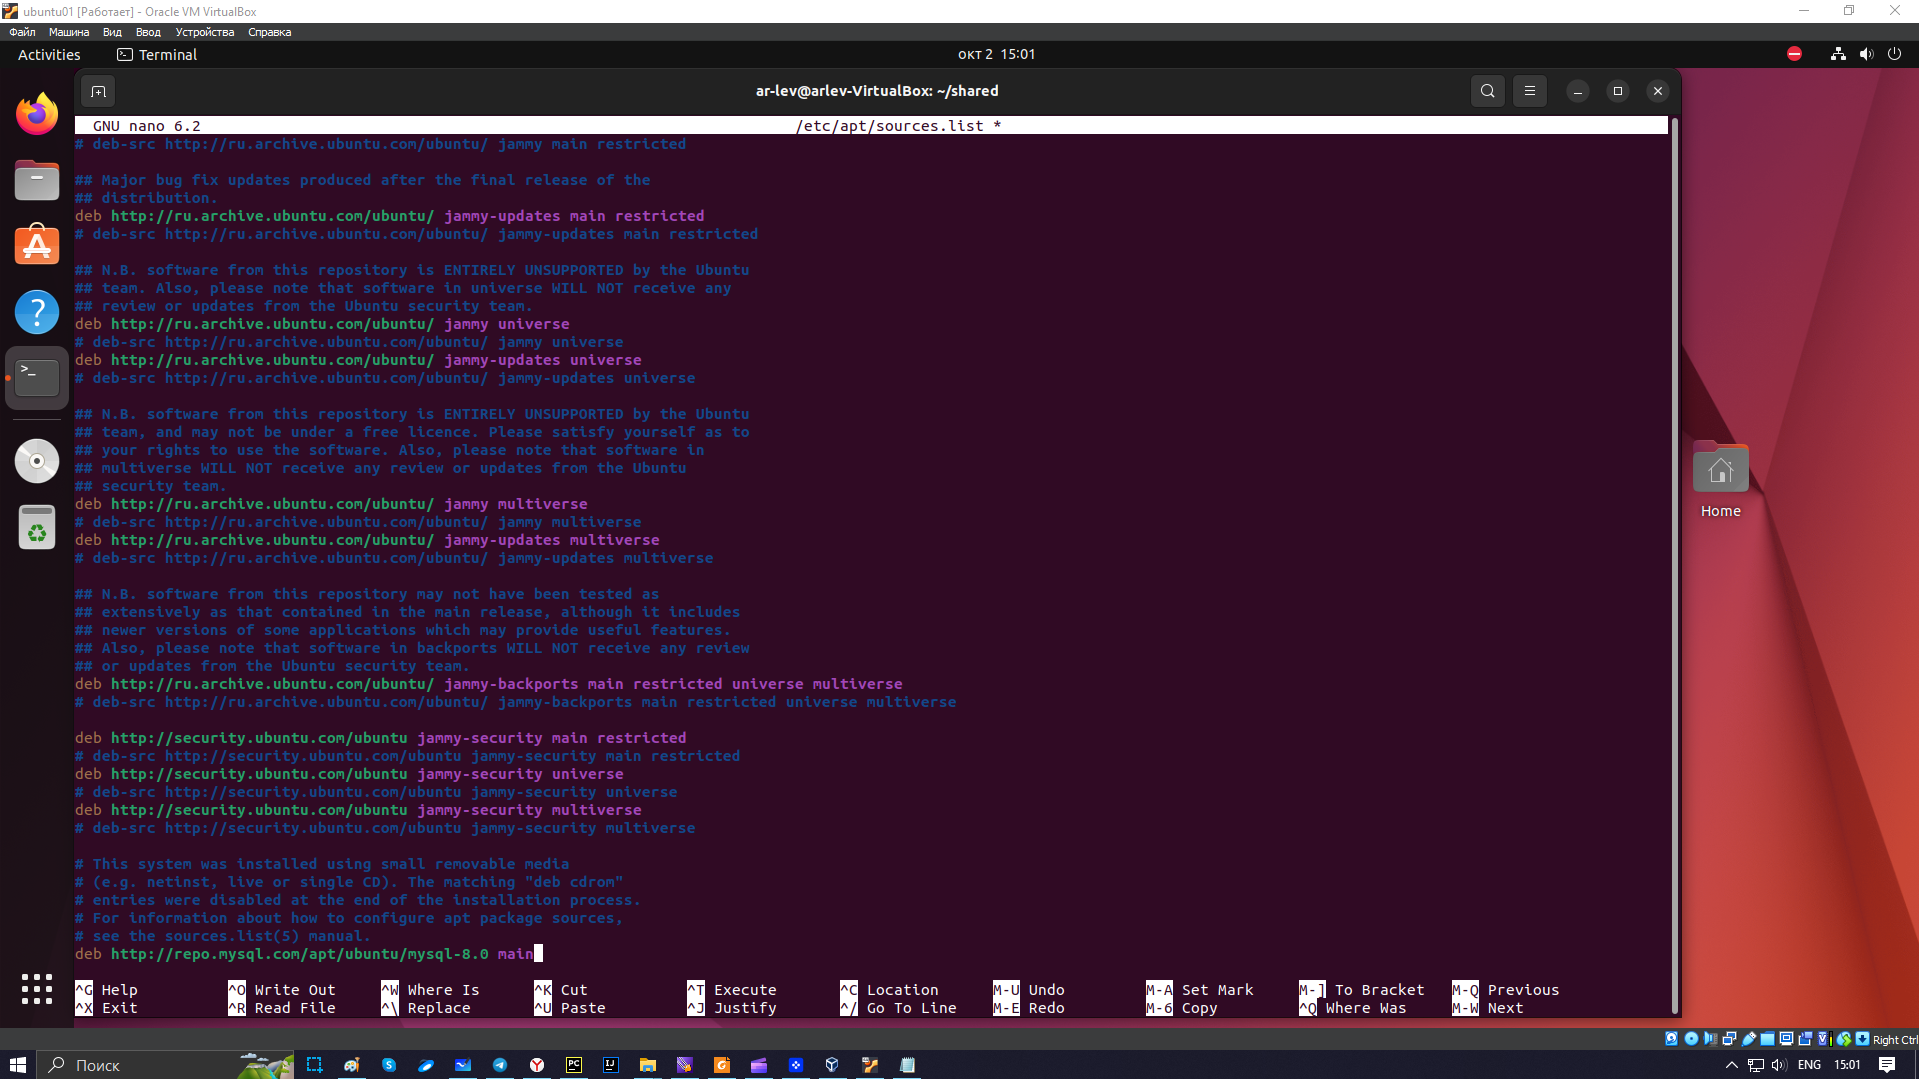 ubuntu01 [Работает] - Oracle VM VirtualBox
Файл Машина Вид Ввод Устройства Справка
Activities Terminal окт 2 15:01
ar-lev@arlev-VirtualBox: ~/shared
GNU nano 6.2 /etc/apt/sources.list *
# deb-src http://ru.archive.ubuntu.com/ubuntu/ jammy main restricted
## Major bug fix updates produced after the final release of the
## distribution.
deb http://ru.archive.ubuntu.com/ubuntu/ jammy-updates main restricted
# deb-src http://ru.archive.ubuntu.com/ubuntu/ jammy-updates main restricted
## N.B. software from this repository is ENTIRELY UNSUPPORTED by the Ubuntu
## team. Also, please note that software in universe WILL NOT receive any
## review or updates from the Ubuntu security team.
deb http://ru.archive.ubuntu.com/ubuntu/ jammy universe
# deb-src http://ru.archive.ubuntu.com/ubuntu/ jammy universe
deb http://ru.archive.ubuntu.com/ubuntu/ jammy-updates universe
# deb-src http://ru.archive.ubuntu.com/ubuntu/ jammy-updates universe
## N.B. software from this repository is ENTIRELY UNSUPPORTED by the Ubuntu
## team, and may not be under a free licence. Please satisfy yourself as to
## your rights to use the software. Also, please note that software in
## multiverse WILL NOT receive any review or updates from the Ubuntu
## security team.
deb http://ru.archive.ubuntu.com/ubuntu/ jammy multiverse
# deb-src http://ru.archive.ubuntu.com/ubuntu/ jammy multiverse
deb http://ru.archive.ubuntu.com/ubuntu/ jammy-updates multiverse
# deb-src http://ru.archive.ubuntu.com/ubuntu/ jammy-updates multiverse
## N.B. software from this repository may not have been tested as
## extensively as that contained in the main release, although it includes
## newer versions of some applications which may provide useful features.
## Also, please note that software in backports WILL NOT receive any review
## or updates from the Ubuntu security team.
deb http://ru.archive.ubuntu.com/ubuntu/ jammy-backports main restricted universe multiverse
# deb-src http://ru.archive.ubuntu.com/ubuntu/ jammy-backports main restricted universe multiverse
deb http://security.ubuntu.com/ubuntu jammy-security main restricted
# deb-src http://security.ubuntu.com/ubuntu jammy-security main restricted
deb http://security.ubuntu.com/ubuntu jammy-security universe
# deb-src http://security.ubuntu.com/ubuntu jammy-security universe
deb http://security.ubuntu.com/ubuntu jammy-security multiverse
# deb-src http://security.ubuntu.com/ubuntu jammy-security multiverse
# This system was installed using small removable media
# (e.g. netinst, live or single CD). The matching "deb cdrom"
# entries were disabled at the end of the installation process.
# For information about how to configure apt package sources,
# see the sources.list(5) manual.
deb http://repo.mysql.com/apt/ubuntu/mysql-8.0 main
^G Help ^O Write Out ^W Where Is ^K Cut ^T Execute ^C Location M-U Undo M-A Set Mark M-] To Bracket M-Q Previous
^X Exit ^R Read File ^\ Replace ^U Paste ^J Justify ^/ Go To Line M-E Redo M-6 Copy ^Q Where Was M-W Next
Home
Right Ctrl
Поиск ENG 15:01